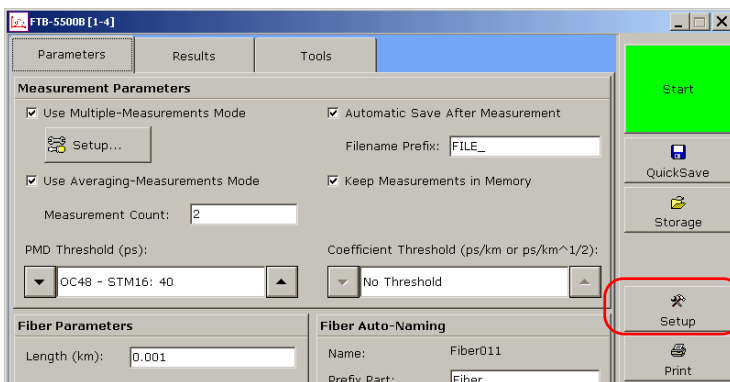 FTB-5500B [1-4]
Parameters Results Tools
Measurement Parameters
Use Multiple-Measurements Mode
Setup...
Use Averaging-Measurements Mode
Measurement Count: 2
Automatic Save After Measurement
Filename Prefix: FILE_
Keep Measurements in Memory
PMD Threshold (ps):
OC48 - STM16: 40
Coefficient Threshold (ps/km or ps/km^1/2):
No Threshold
Fiber Parameters
Length (km): 0.001
Fiber Auto-Naming
Name: Fiber011
Prefix Part: Fiber
Start
QuickSave
Storage
Setup
Print